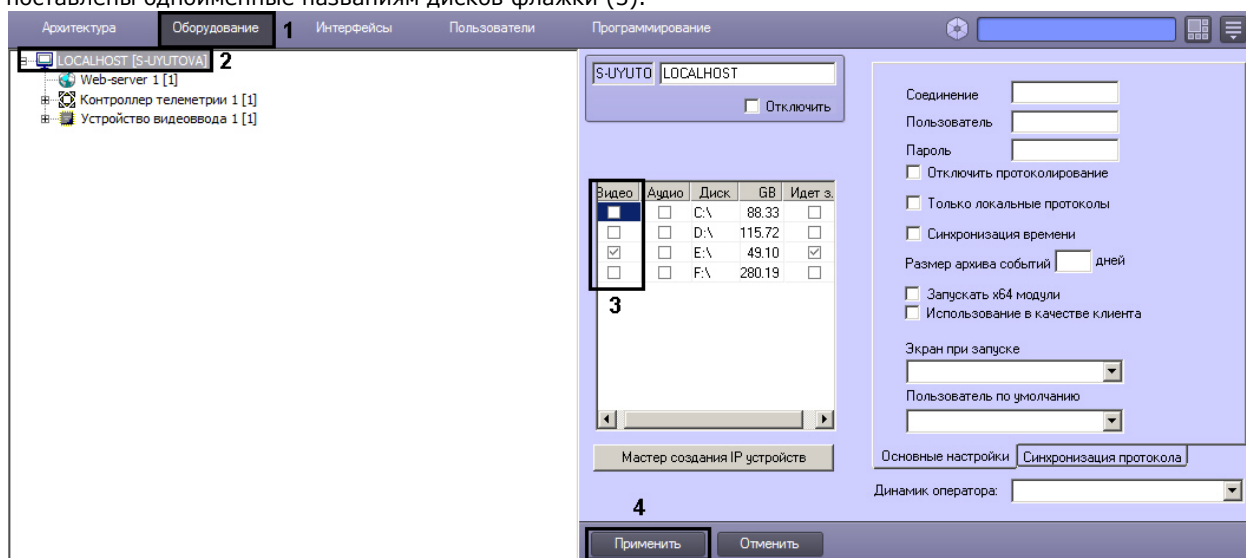 поставлены одноименные названиям дисков флажки (3).
Архитектура Оборудование 1 Интерфейсы Пользователи Программирование
LOCALHOST [S-UYUTOVA] 2
Web-server 1 [1]
Контроллер телеметрии 1 [1]
Устройство видеоввода 1 [1]
S-UYUTO LOCALHOST
Отключить
Видео Аудио Диск GB Идет з.
C:\ 88.33
D:\ 115.72
E:\ 49.10
F:\ 280.19
3
Мастер создания IP устройств
4
Применить Отменить
Соединение
Пользователь
Пароль
Отключить протоколирование
Только локальные протоколы
Синхронизация времени
Размер архива событий дней
Запускать x64 модули
Использование в качестве клиента
Экран при запуске
Пользователь по умолчанию
Основные настройки Синхронизация протокола
Динамик оператора: